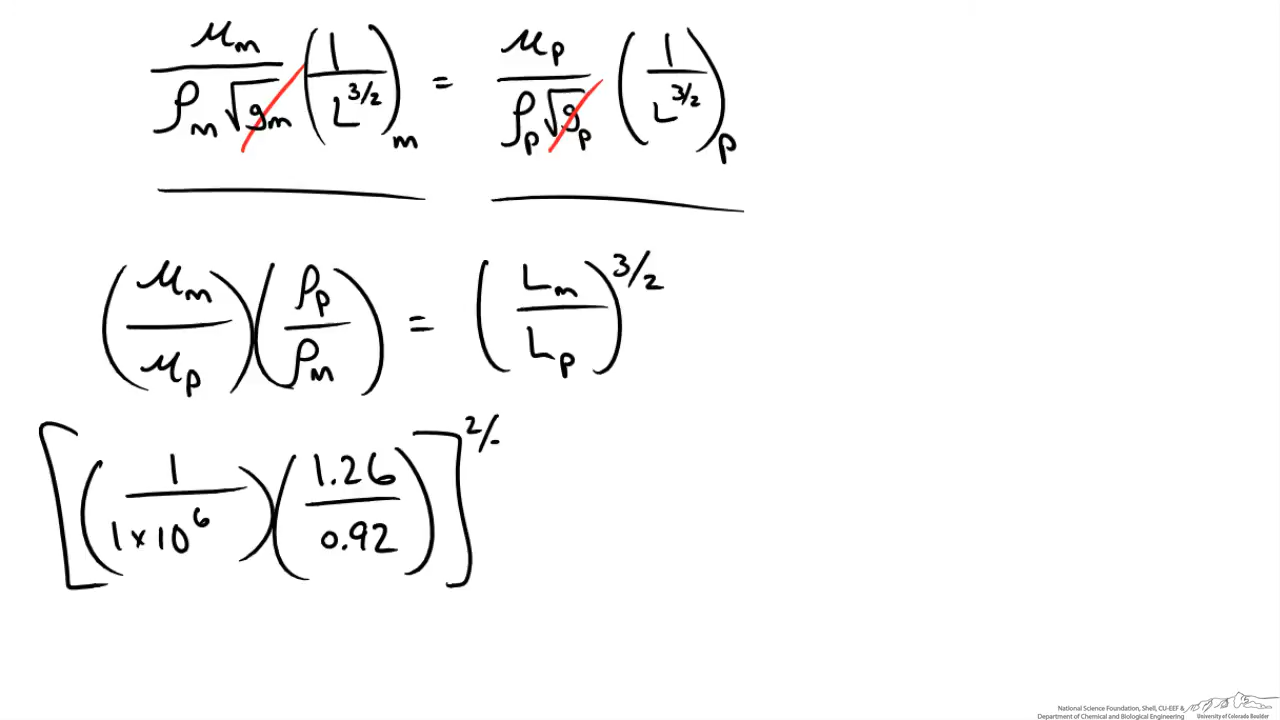 μm / ρm √gm (1 / L^3/2)m = μp / ρp √gp (1 / L^3/2)p
(μm / μp) (ρp / ρm) = (Lm / Lp)^3/2
[(1 / 1×10^6) (1.26 / 0.92)]^2/
National Science Foundation, Shell, CU-EEF &
Department of Chemical and Biological Engineering
University of Colorado Boulder